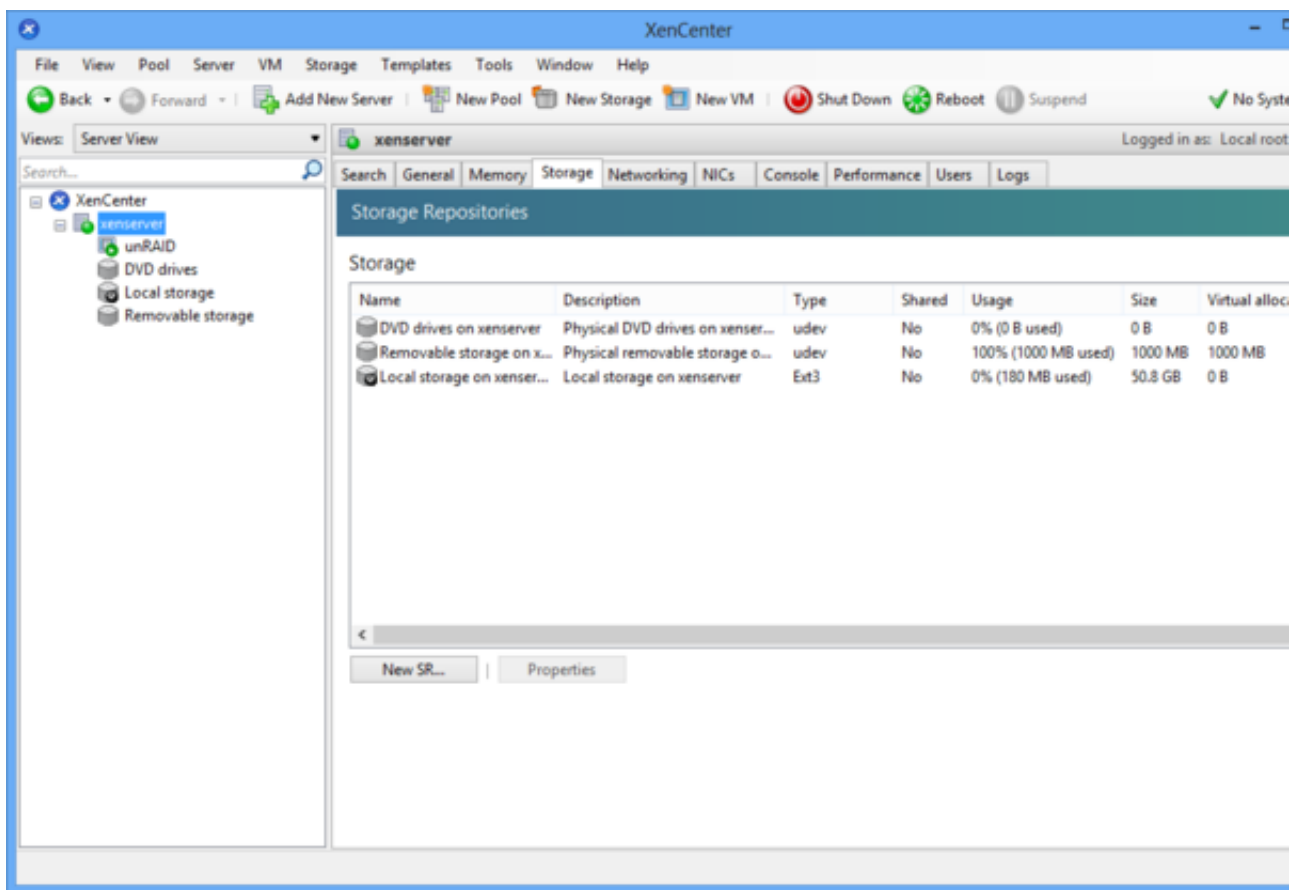 XenCenter
File View Pool Server VM Storage Templates Tools Window Help
Back Forward Add New Server New Pool New Storage New VM Shut Down Reboot Suspend No Syste
Views: Server View
xenserver Logged in as: Local root
Search...
Search General Memory Storage Networking NICs Console Performance Users Logs
XenCenter
xenserver
unRAID
DVD drives
Local storage
Removable storage
Storage Repositories
Storage
Name Description Type Shared Usage Size Virtual alloca
DVD drives on xenserver Physical DVD drives on xenser... udev No 0% (0 B used) 0 B 0 B
Removable storage on x... Physical removable storage o... udev No 100% (1000 MB used) 1000 MB 1000 MB
Local storage on xenser... Local storage on xenserver Ext3 No 0% (180 MB used) 50.8 GB 0 B
New SR... Properties